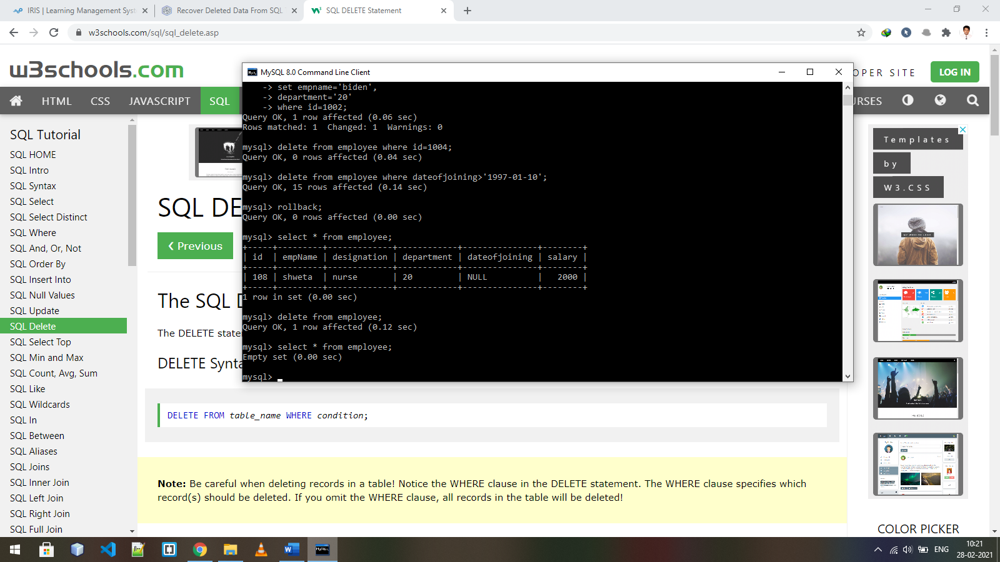 IRIS | Learning Management Syst
Recover Deleted Data From SQL
SQL DELETE Statement
w3schools.com/sql/sql_delete.asp
w3schools.com
OPER SITE
LOG IN
HTML
CSS
JAVASCRIPT
SQL
URSES
SQL Tutorial
SQL HOME
SQL Intro
SQL Syntax
SQL Select
SQL Select Distinct
SQL Where
SQL And, Or, Not
SQL Order By
SQL Insert Into
SQL Null Values
SQL Update
SQL Delete
SQL Select Top
SQL Min and Max
SQL Count, Avg, Sum
SQL Like
SQL Wildcards
SQL In
SQL Between
SQL Aliases
SQL Joins
SQL Inner Join
SQL Left Join
SQL Right Join
SQL Full Join
SQL DE
❮ Previous
The SQL D
The DELETE state
DELETE Synta
MySQL 8.0 Command Line Client
    -> set empname='biden',
    -> department='20'
    -> where id=1002;
Query OK, 1 row affected (0.06 sec)
Rows matched: 1  Changed: 1  Warnings: 0
mysql> delete from employee where id=1004;
Query OK, 0 rows affected (0.04 sec)
mysql> delete from employee where dateofjoining>'1997-01-10';
Query OK, 15 rows affected (0.14 sec)
mysql> rollback;
Query OK, 0 rows affected (0.00 sec)
mysql> select * from employee;
+-----+---------+-------------+------------+---------------+--------+
| id  | empName | designation | department | dateofjoining | salary |
+-----+---------+-------------+------------+---------------+--------+
| 108 | shweta  | nurse       | 20         | NULL          |   2000 |
+-----+---------+-------------+------------+---------------+--------+
1 row in set (0.00 sec)
mysql> delete from employee;
Query OK, 1 row affected (0.12 sec)
mysql> select * from employee;
Empty set (0.00 sec)
mysql>
DELETE FROM table_name WHERE condition;
Note: Be careful when deleting records in a table! Notice the WHERE clause in the DELETE statement. The WHERE clause specifies which
record(s) should be deleted. If you omit the WHERE clause, all records in the table will be deleted!
Templates
by
W3.CSS
MY WEBSITE LOGO
COLOR PICKER
ENG
10:21
28-02-2021